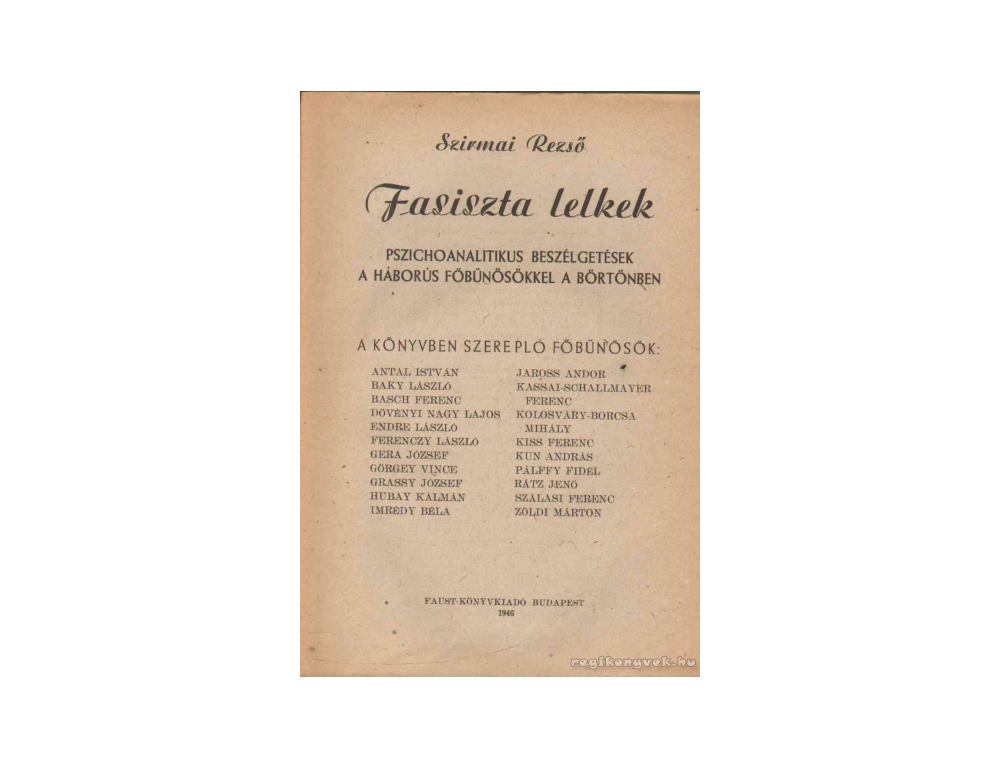 Szirmai Rezső
Fasiszta lelkek
PSZICHOANALITIKUS BESZÉLGETÉSEK
A HÁBORÚS FŐBŰNÖSÖKKEL A BÖRTÖNBEN
A KÖNYVBEN SZEREPLŐ FŐBŰNÖSÖK:
ANTAL ISTVÁN
BAKY LÁSZLÓ
BASCH FERENC
DÖVÉNYI NAGY LAJOS
ENDRE LÁSZLÓ
FERENCZY LÁSZLÓ
GERA JÓZSEF
GÖRGEY VINCE
GRASSY JÓZSEF
HUBAY KÁLMÁN
IMRÉDY BÉLA
JAROSS ANDOR
KASSAI-SCHALLMAYER
FERENC
KOLOSVÁRY-BORCSA
MIHÁLY
KISS FERENC
KUN ANDRÁS
PÁLFFY FIDÉL
RÁTZ JENŐ
SZÁLASI FERENC
ZÖLDI MÁRTON
FAUST-KÖNYVKIADÓ BUDAPEST
1946
regikonyvek.hu